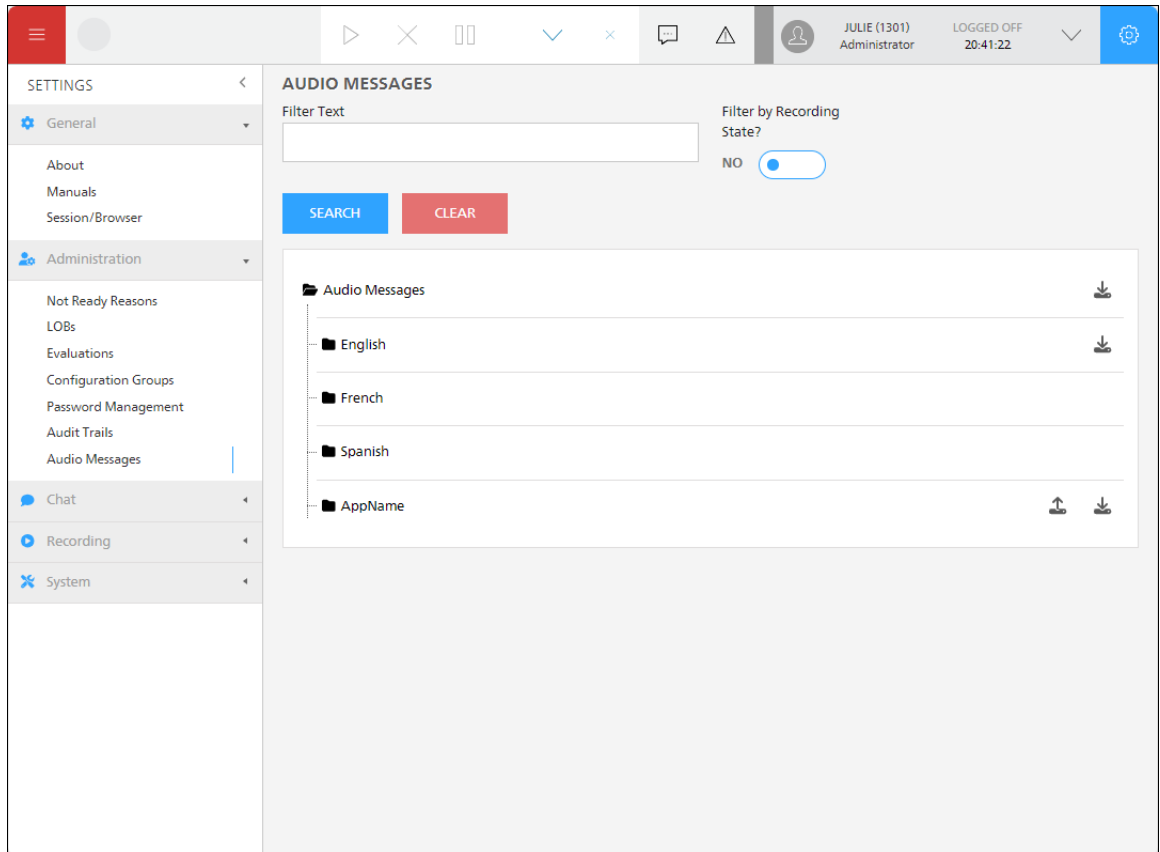 JULIE (1301)
Administrator
LOGGED OFF
20:41:22
SETTINGS
General
About
Manuals
Session/Browser
Administration
Not Ready Reasons
LOBs
Evaluations
Configuration Groups
Password Management
Audit Trails
Audio Messages
Chat
Recording
System
AUDIO MESSAGES
Filter Text
Filter by Recording
State?
NO
SEARCH
CLEAR
Audio Messages
English
French
Spanish
AppName